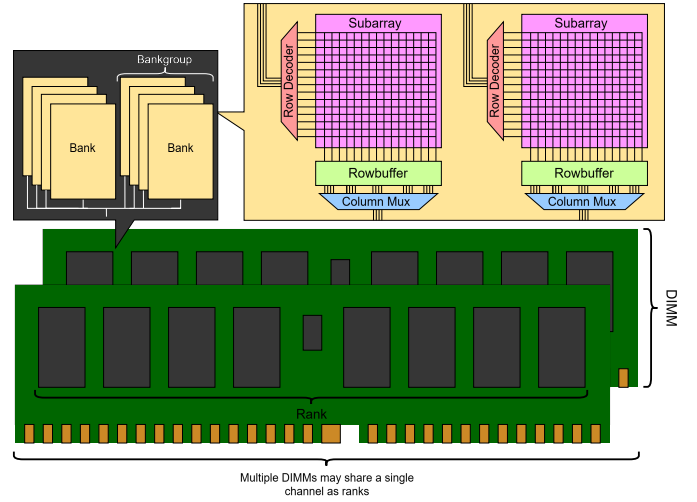 Subarray
Subarray
Bankgroup
Row Decoder
Row Decoder
Bank
Bank
Rowbuffer
Rowbuffer
Column Mux
Column Mux
DIMM
Rank
Multiple DIMMs may share a single
channel as ranks